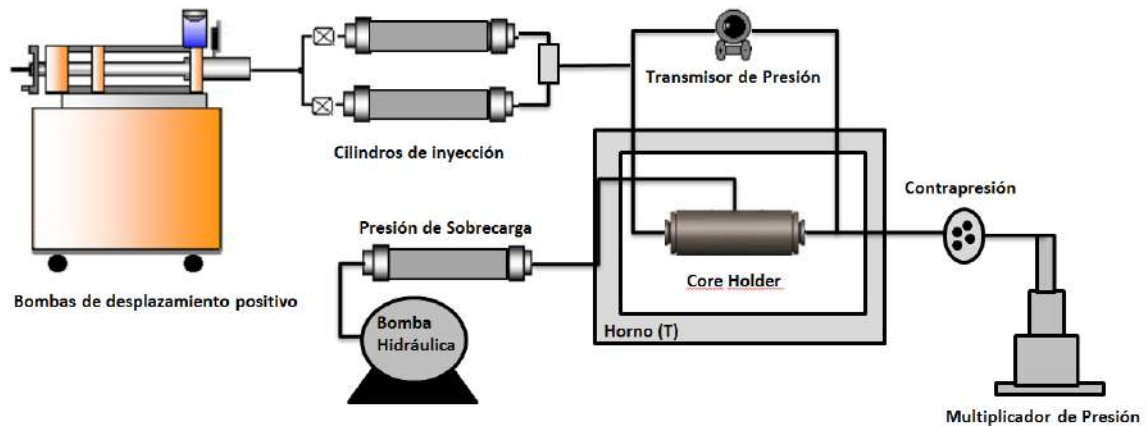 Transmisor de Presión
Cilindros de inyección
Contrapresión
Presión de Sobrecarga
Core Holder
Bombas de desplazamiento positivo
Bomba
Hidráulica
Horno (T)
Multiplicador de Presión